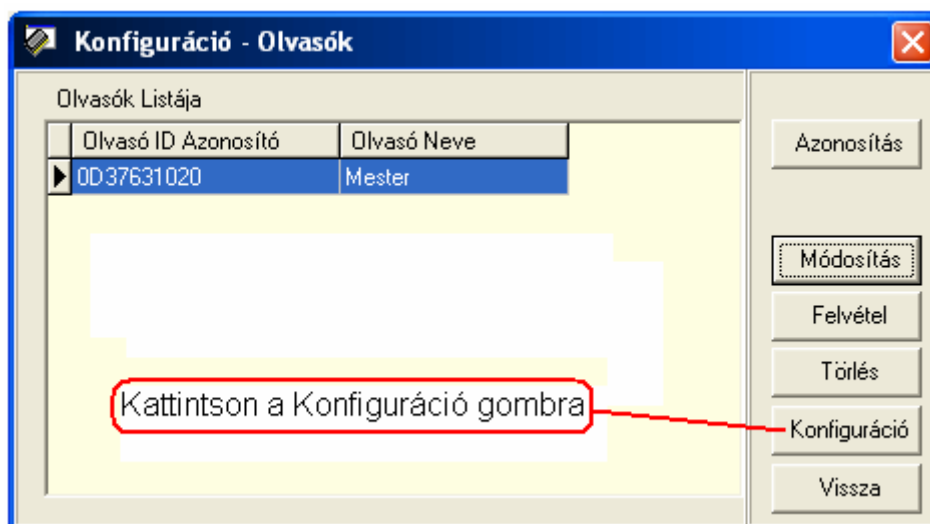 Konfiguráció - Olvasók
Olvasók Listája
Olvasó ID Azonosító Olvasó Neve
0D37631020 Mester
Kattintson a Konfiguráció gombra
Azonosítás
Módosítás
Felvétel
Törlés
Konfiguráció
Vissza